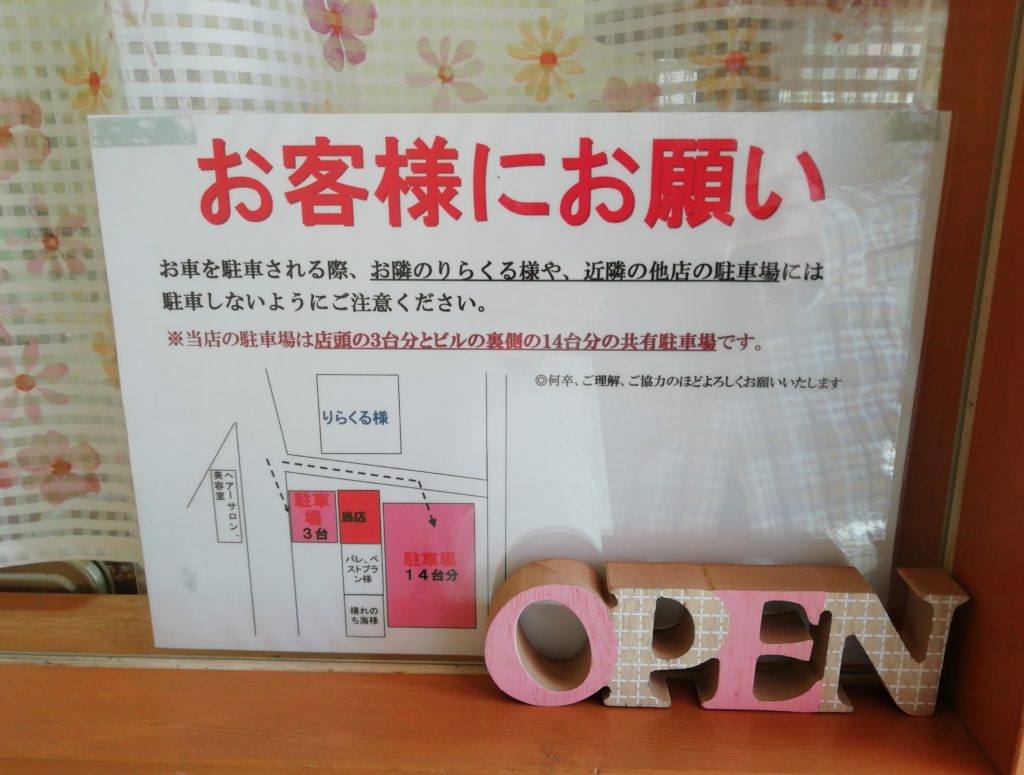 お客様にお願い
お車を駐車される際、お隣のりらくる様や、近隣の他店の駐車場には
駐車しないようにご注意ください。
※当店の駐車場は店頭の3台分とビルの裏側の14台分の共有駐車場です。
◎何卒、ご理解、ご協力のほどよろしくお願いいたします
りらくる様
ヘアーサロン、
美容室
駐車
場
3台
当店
駐車場
14台分
パレ、ベ
ストプラ
ン様
晴れの
ち海様
OPEN